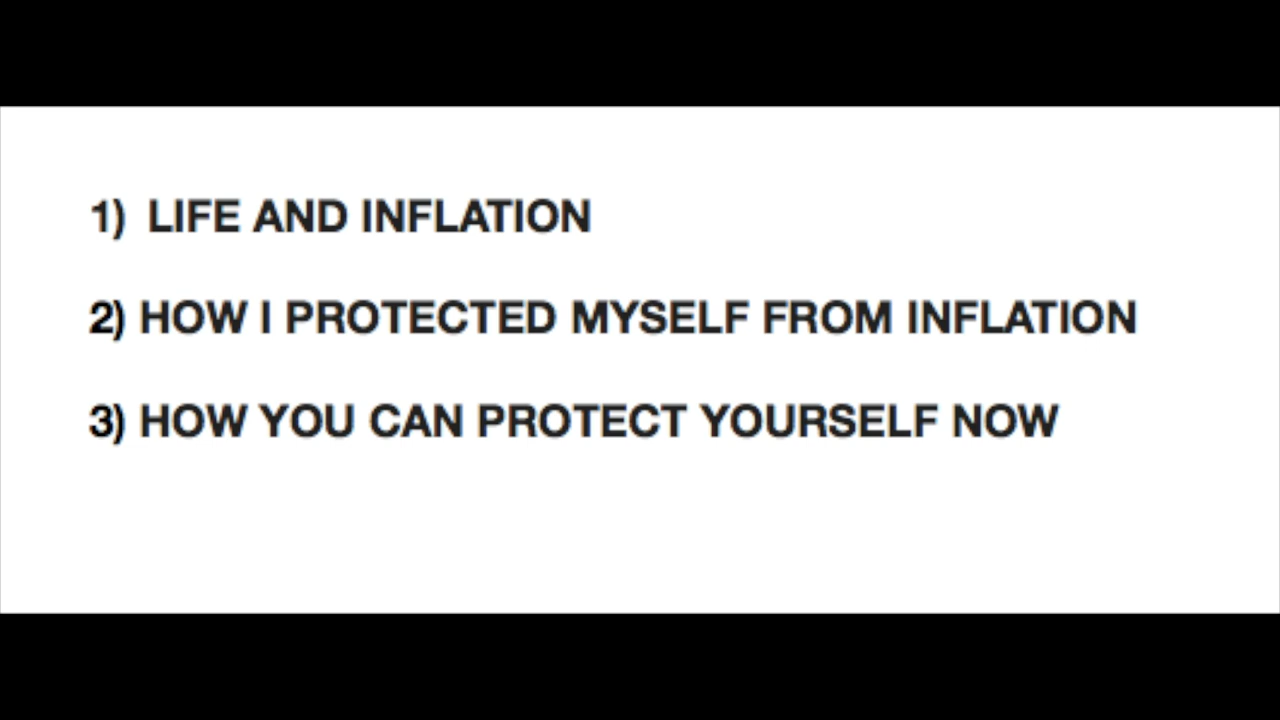 1) LIFE AND INFLATION
2) HOW I PROTECTED MYSELF FROM INFLATION
3) HOW YOU CAN PROTECT YOURSELF NOW